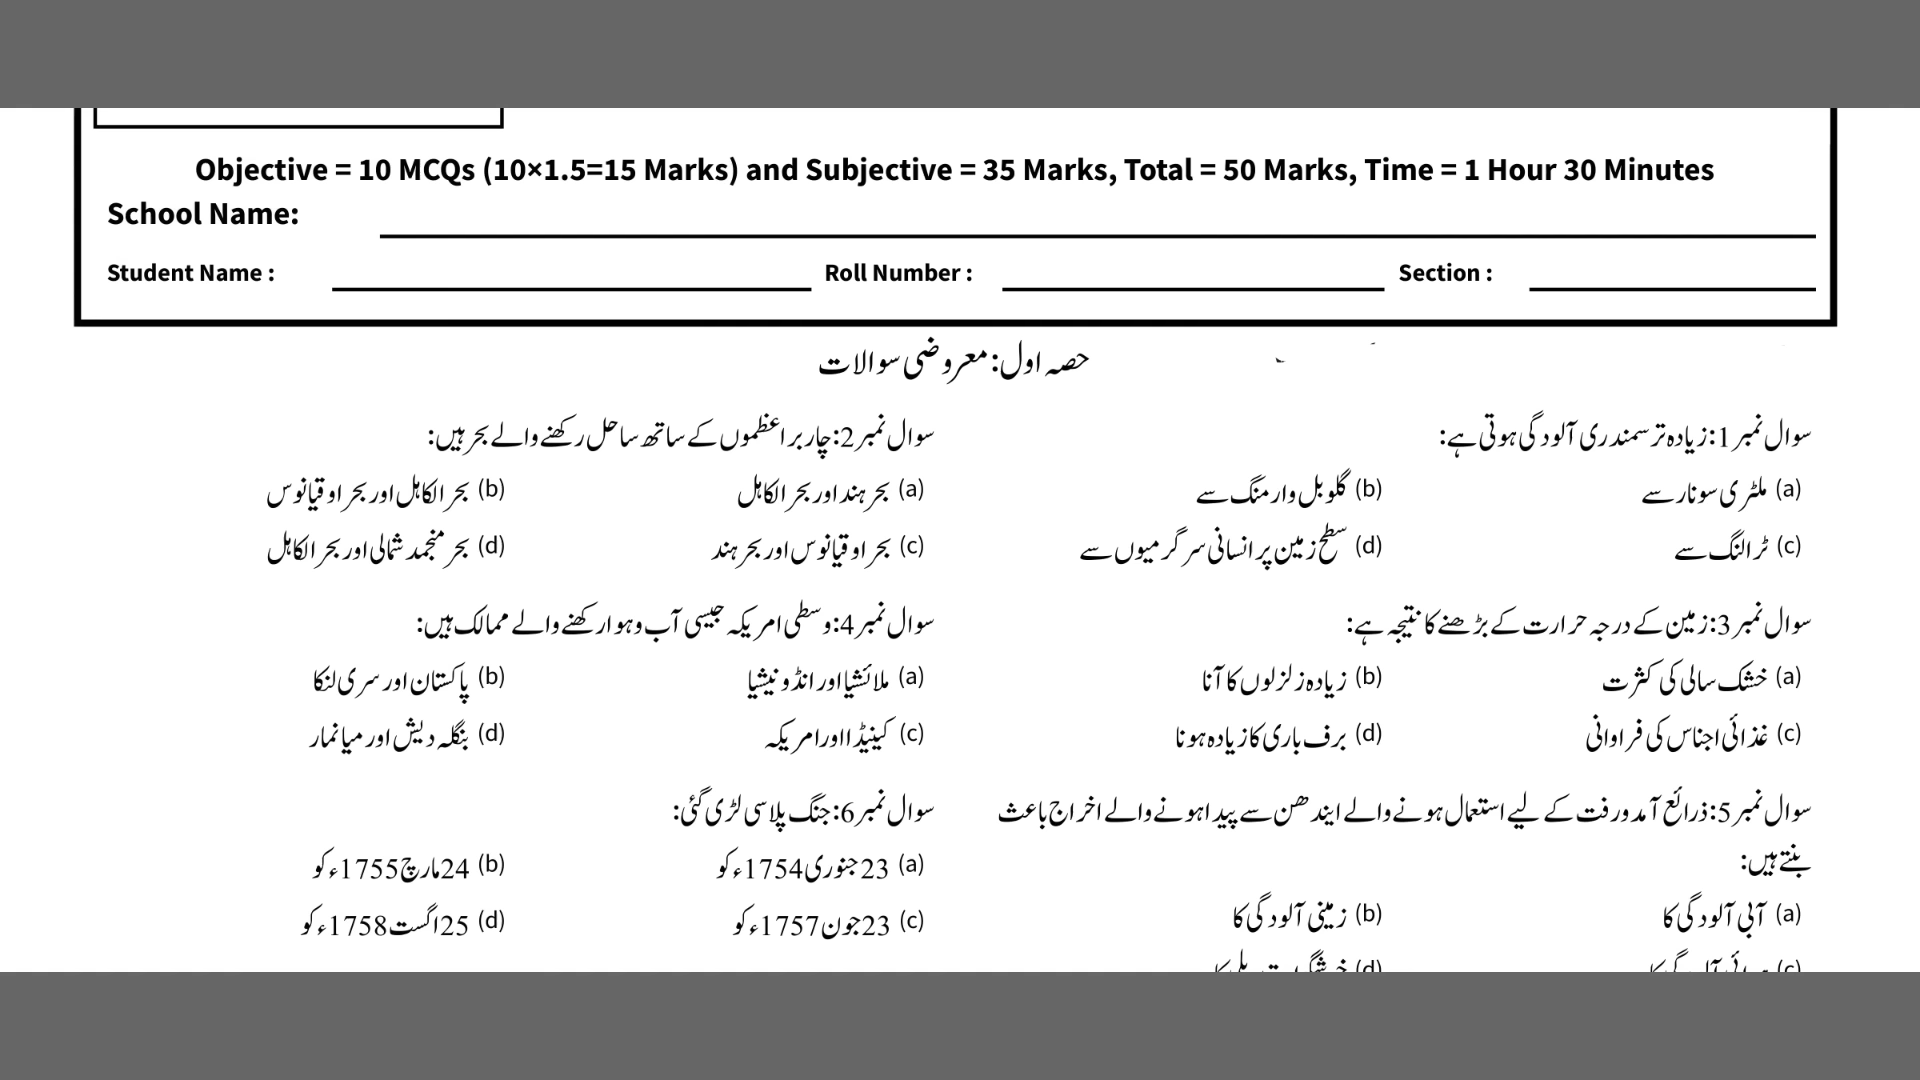 Objective = 10 MCQs (10×1.5=15 Marks) and Subjective = 35 Marks, Total = 50 Marks, Time = 1 Hour 30 Minutes
School Name:
Student Name : Roll Number : Section :
حصہ اول: معروضی سوالات
سوال نمبر 1: زیادہ تر سمندری آلودگی ہوتی ہے:
(a) ملٹری سونار سے (b) گلوبل وارمنگ سے
(c) ٹرالنگ سے (d) سطح زمین پر انسانی سرگرمیوں سے
سوال نمبر 2: چار بر اعظموں کے ساتھ ساحل رکھنے والے بحر ہیں:
(a) بحر ہند اور بحر الکاہل (b) بحر الکاہل اور بحر اوقیانوس
(c) بحر اوقیانوس اور بحر ہند (d) بحر منجمد شمالی اور بحر الکاہل
سوال نمبر 3: زمین کے درجہ حرارت کے بڑھنے کا نتیجہ ہے:
(a) خشک سالی کی کثرت (b) زیادہ زلزلوں کا آنا
(c) غذائی اجناس کی فراوانی (d) برف باری کا زیادہ ہونا
سوال نمبر 4: وسطی امریکہ جیسی آب و ہوا رکھنے والے ممالک ہیں:
(a) ملائشیا اور انڈونیشیا (b) پاکستان اور سری لنکا
(c) کینیڈا اور امریکہ (d) بنگلہ دیش اور میانمار
سوال نمبر 5: ذرائع آمدورفت کے لیے استعمال ہونے والے ایندھن سے پیدا ہونے والے اخراج باعث
بنتے ہیں:
(a) آبی آلودگی کا (b) زمینی آلودگی کا
(c) (d)
سوال نمبر 6: جنگ پلاسی لڑی گئی:
(a) 23 جنوری 1754ء کو (b) 24 مارچ 1755ء کو
(c) 23 جون 1757ء کو (d) 25 اگست 1758ء کو